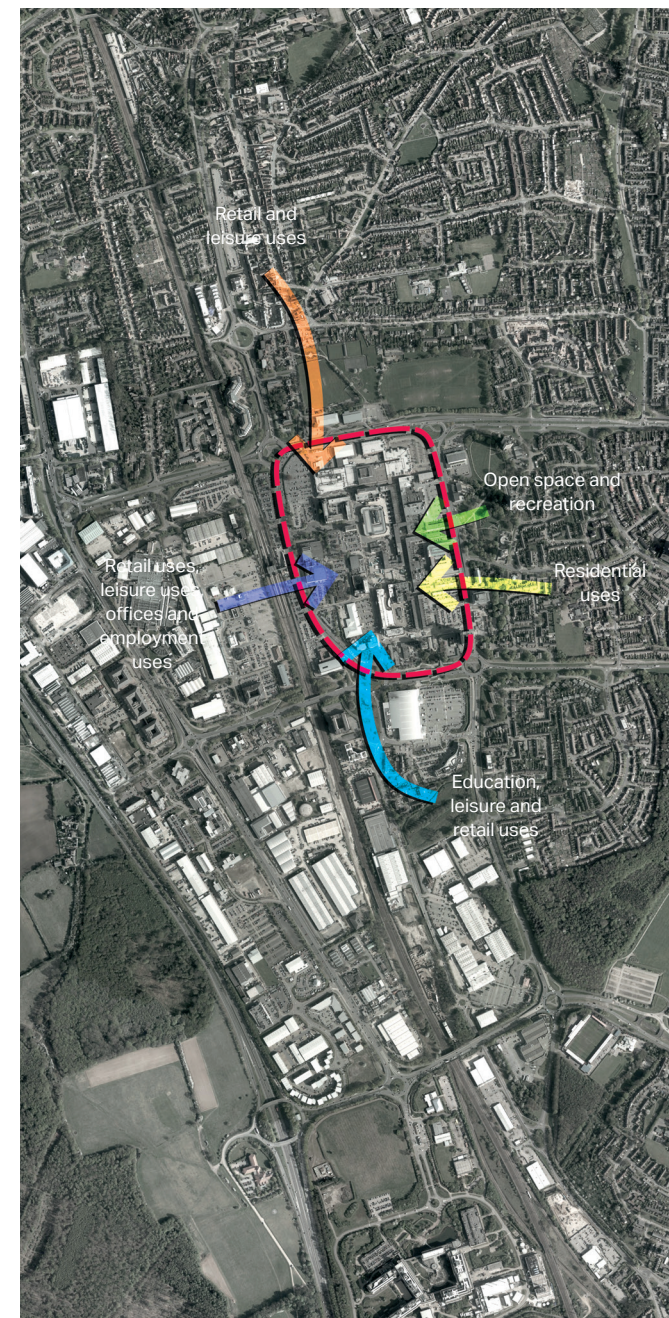 Retail and
leisure uses
Open space and
recreation
Retail uses,
leisure uses
offices and
employment
uses
Residential
uses
Education,
leisure and
retail uses